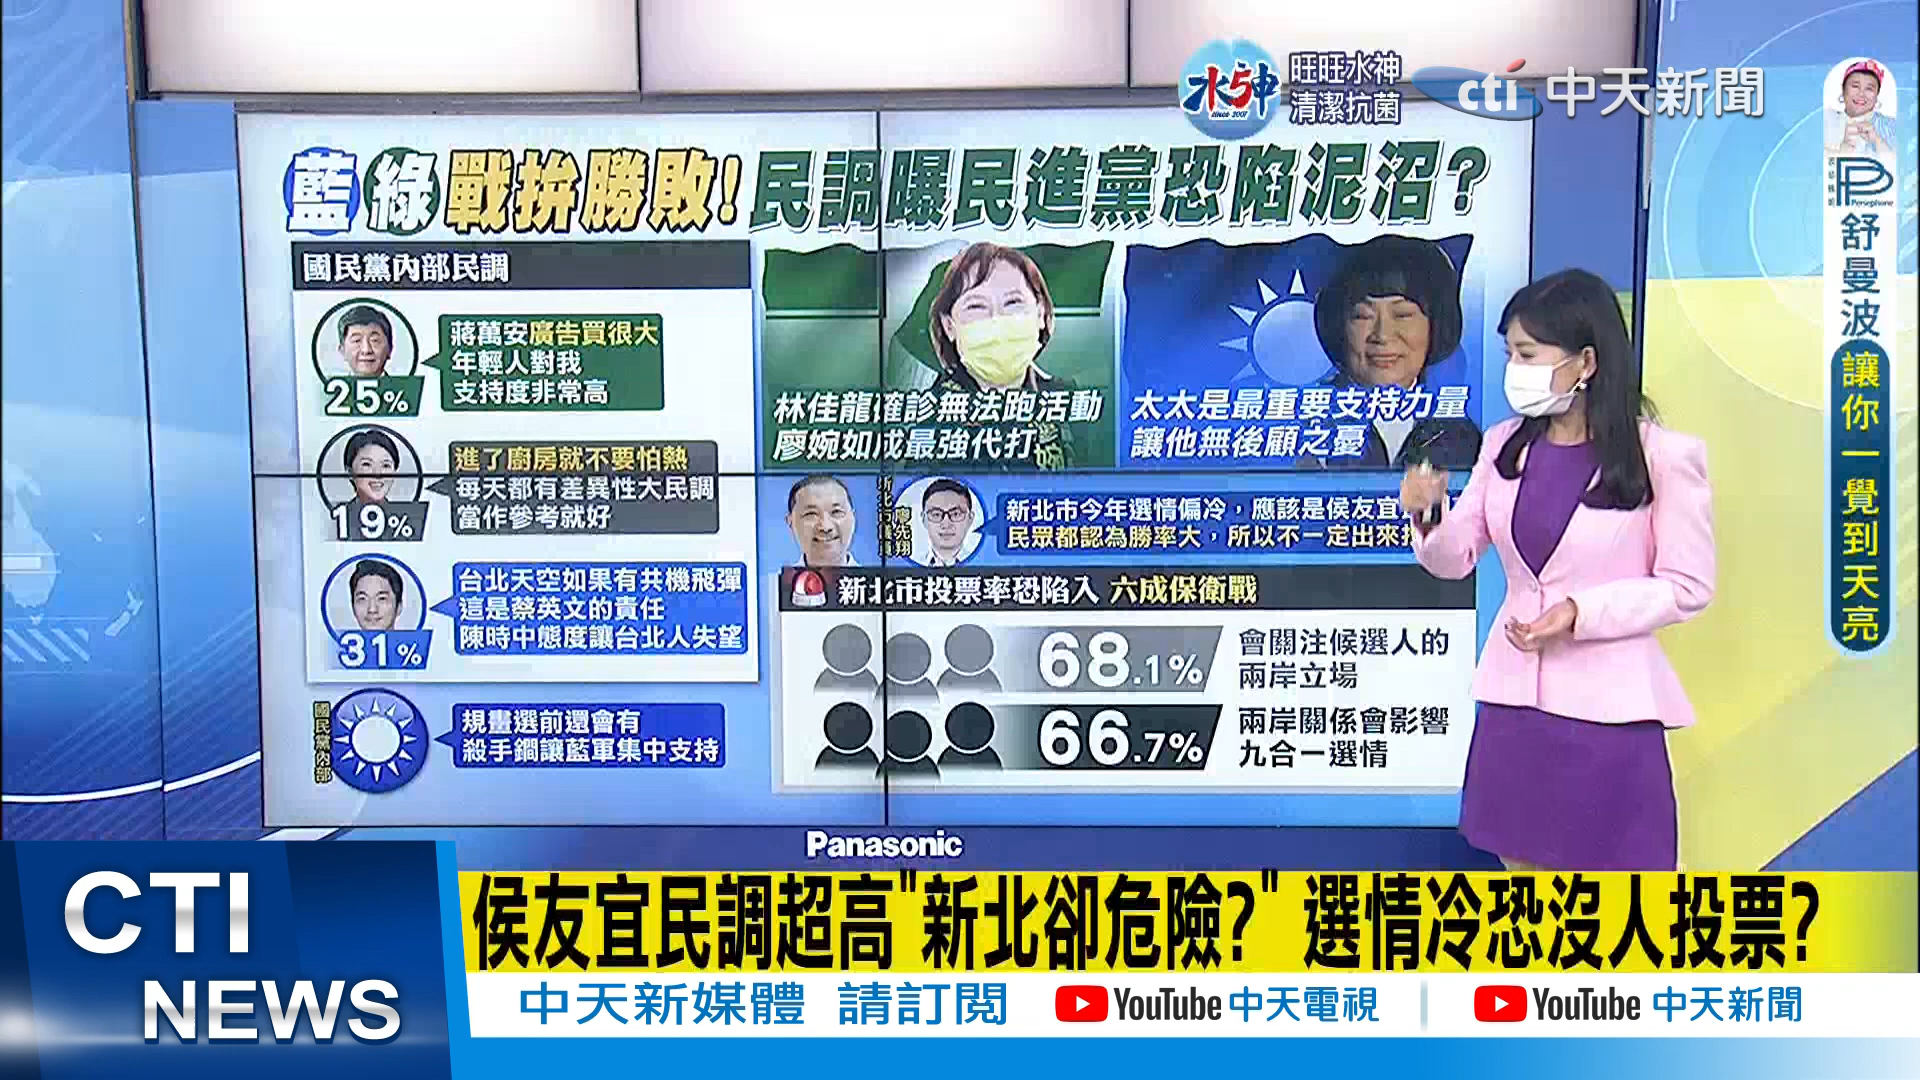 水神
since 2007
旺旺水神
清潔抗菌
cti 中天新聞
藍綠戰拚勝敗!民調曝民進黨恐陷泥沼?
國民黨內部民調
25%
蔣萬安廣告買很大
年輕人對我
支持度非常高
19%
進了廚房就不要怕熱
每天都有差異性大民調
當作參考就好
31%
台北天空如果有共機飛彈
這是蔡英文的責任
陳時中態度讓台北人失望
國民黨內部
規畫選前還會有
殺手鐧讓藍軍集中支持
林佳龍確診無法跑活動
廖婉如成最強代打
太太是最重要支持力量
讓他無後顧之憂
廖先翔
新北市今年選情偏冷,應該是侯友宜
民眾都認為勝率大,所以不一定出來
新北市投票率恐陷入 六成保衛戰
68.1%
會關注候選人的
兩岸立場
66.7%
兩岸關係會影響
九合一選情
Panasonic
Persephone
舒曼波
讓你一覺到天亮
CTI
NEWS
侯友宜民調超高"新北卻危險?" 選情冷恐沒人投票?
中天新媒體 請訂閱 YouTube 中天電視 YouTube 中天新聞